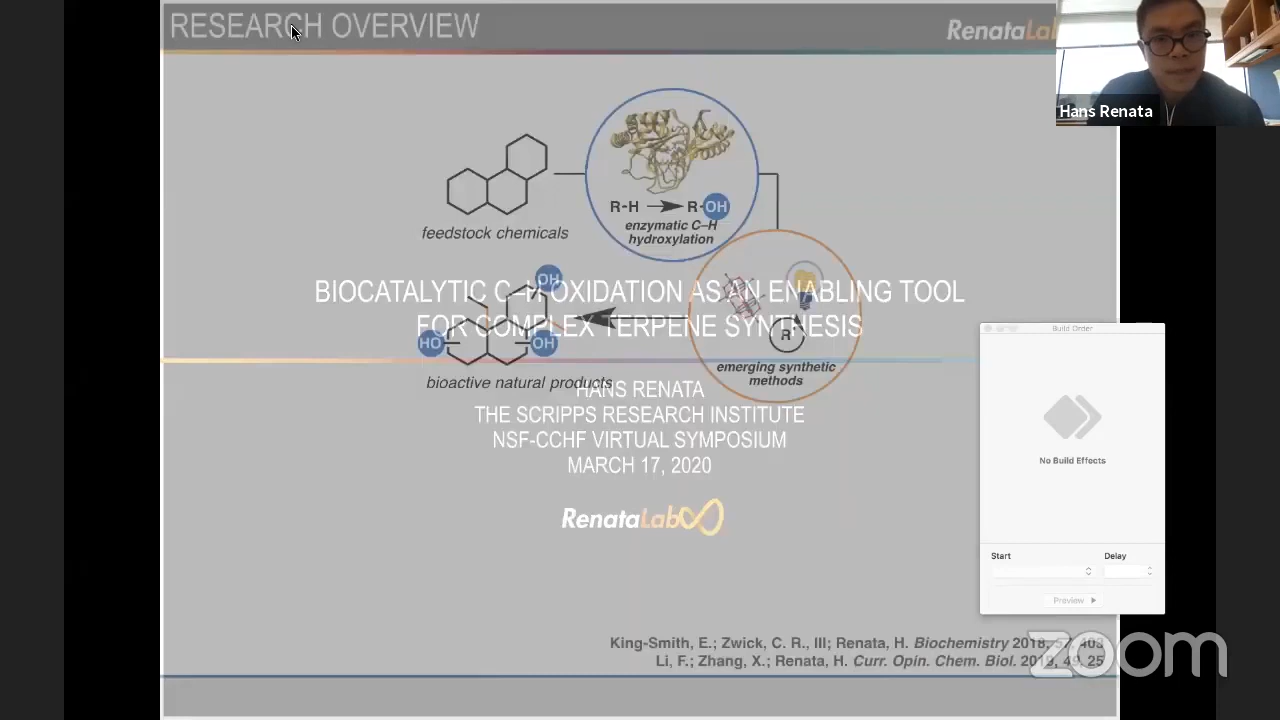 RESEARCH OVERVIEW
RenataLab
Hans Renata
R-H R-OH
enzymatic C–H
hydroxylation
feedstock chemicals
BIOCATALYTIC C–H OXIDATION AS AN ENABLING TOOL
FOR COMPLEX TERPENE SYNTHESIS
OH
HO
OH
R
emerging synthetic
methods
bioactive natural products
HANS RENATA
THE SCRIPPS RESEARCH INSTITUTE
NSF-CCHF VIRTUAL SYMPOSIUM
MARCH 17, 2020
RenataLab
Build Order
No Build Effects
Start Delay
Preview
King-Smith, E.; Zwick, C. R., III; Renata, H. Biochemistry 2018, 57, 403
Li, F.; Zhang, X.; Renata, H. Curr. Opin. Chem. Biol. 2019, 49, 25
zoom